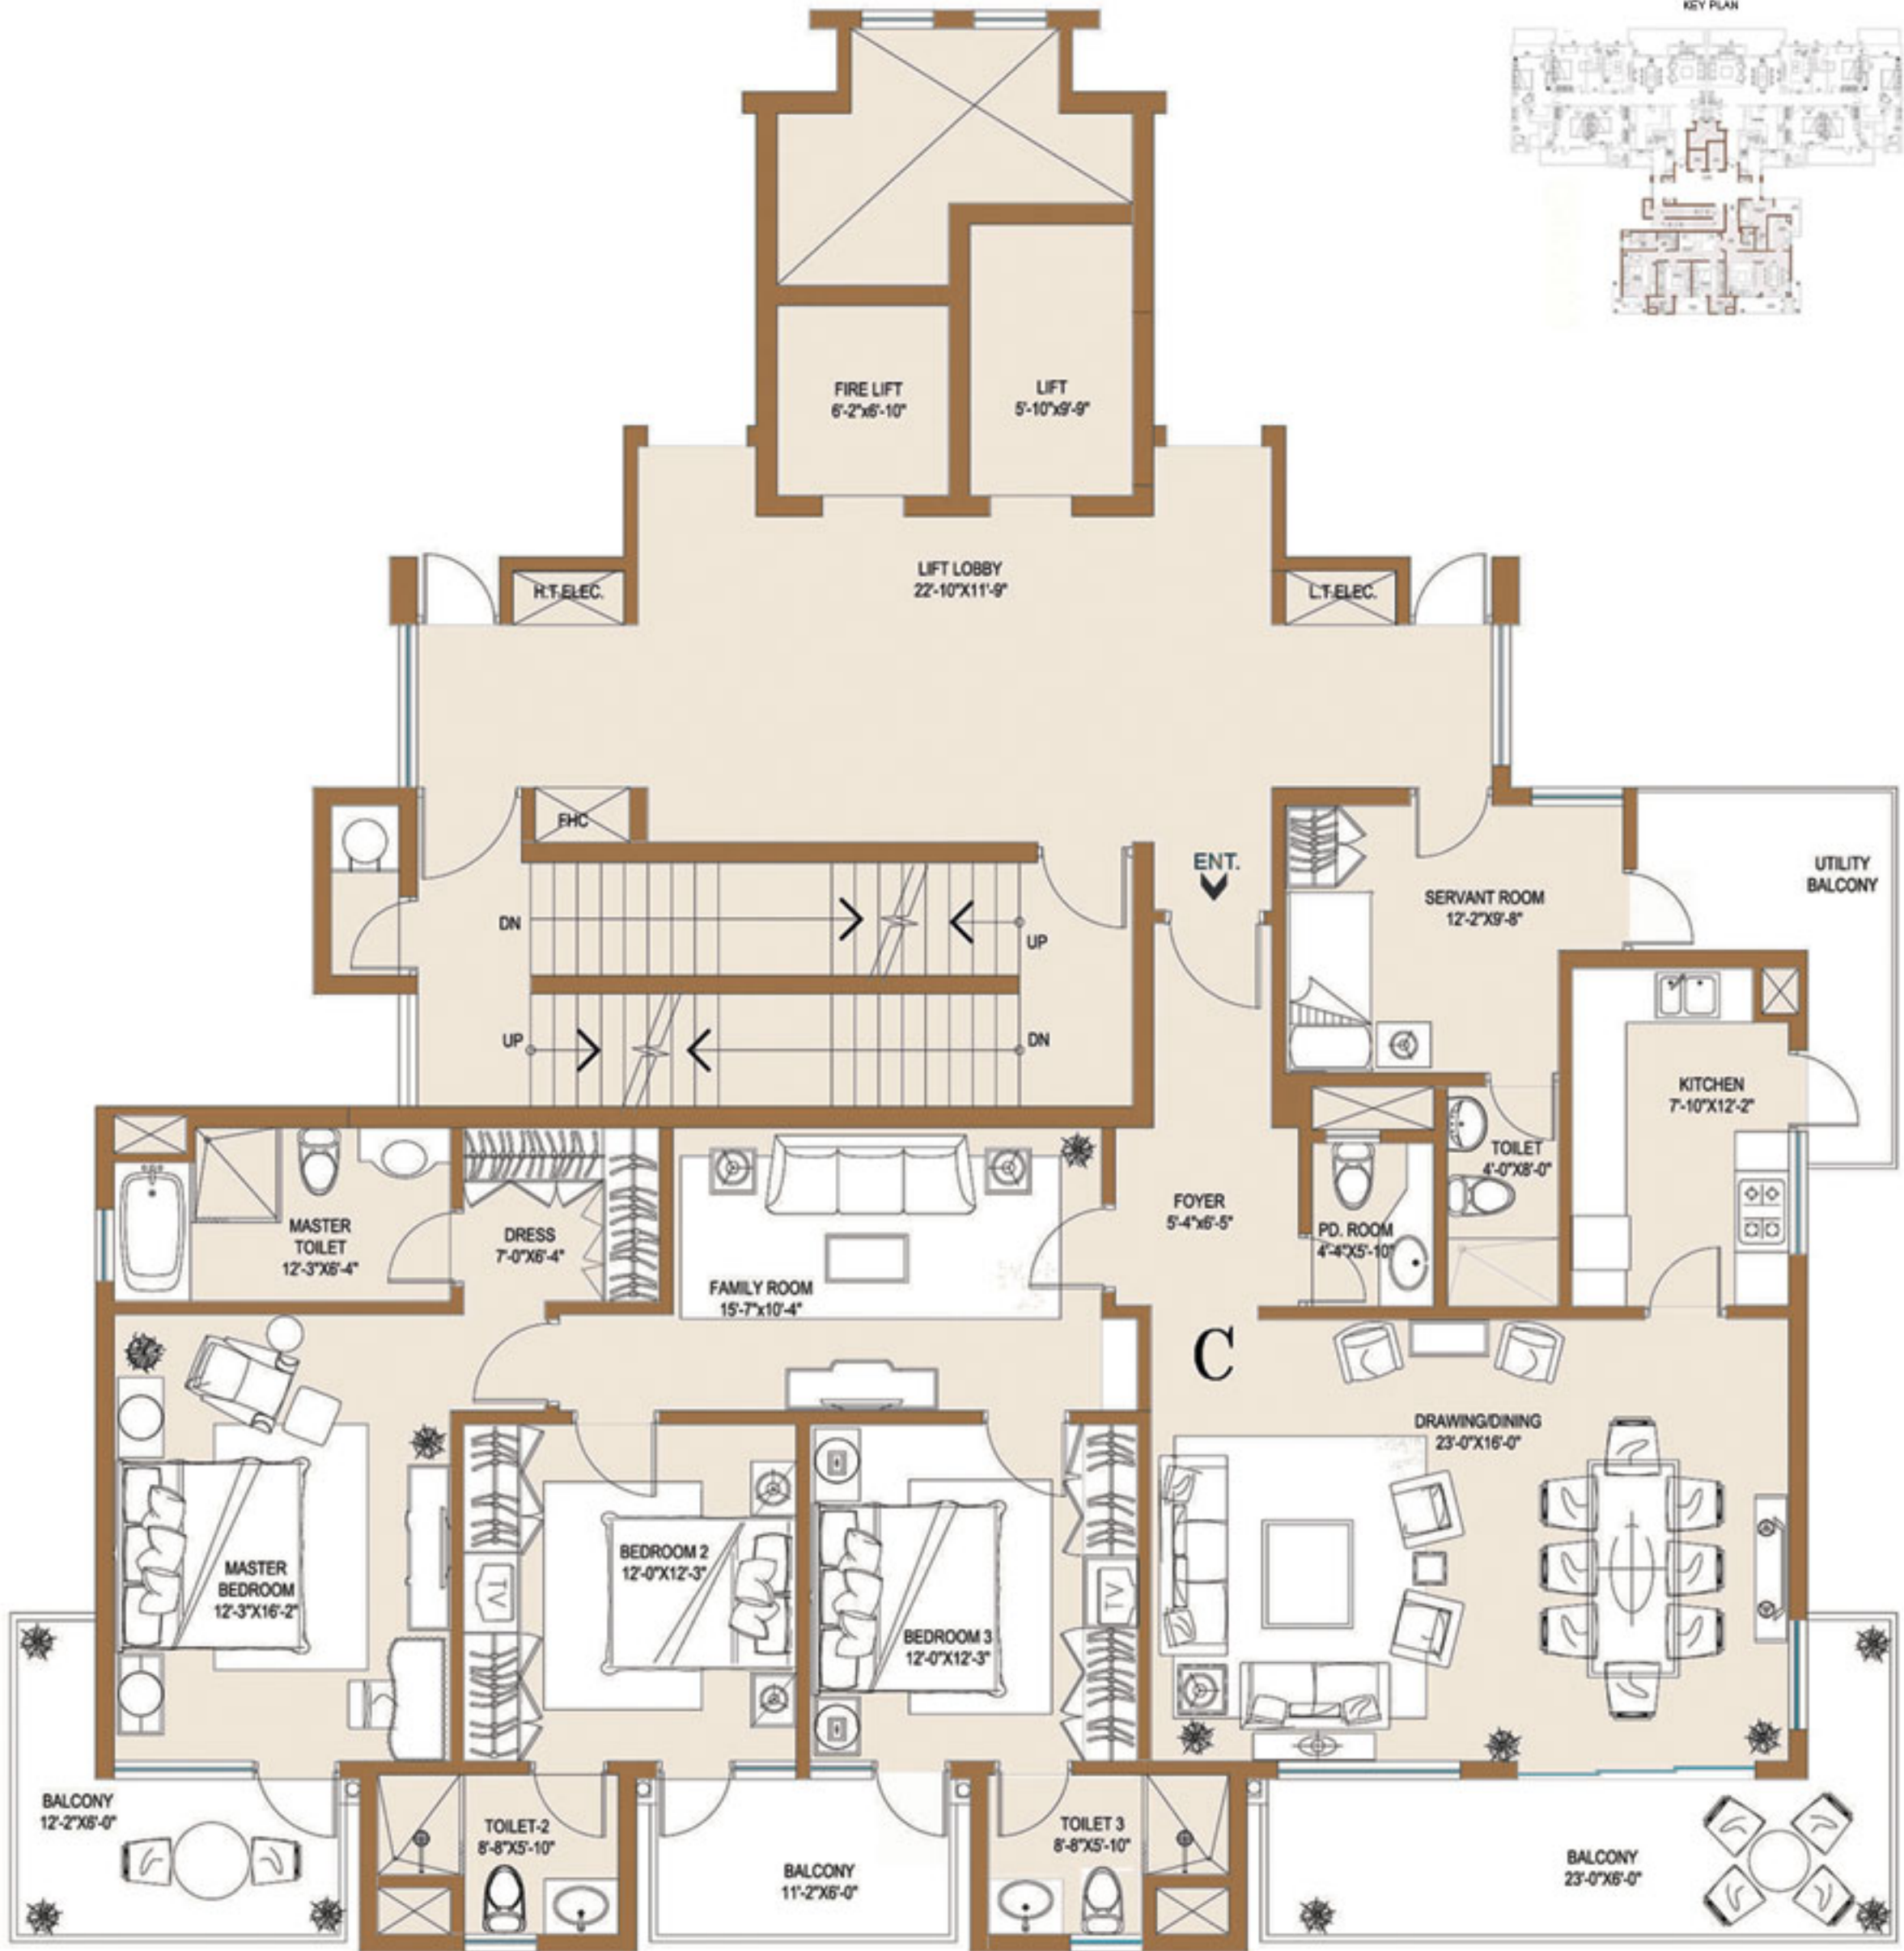 KEY PLAN
FIRE LIFT
6'-2"x6'-10"
LIFT
5'-10"x9'-9"
LIFT LOBBY
22'-10"X11'-9"
H.T.ELEC.
L.T.ELEC.
FHC
ENT.
UTILITY
BALCONY
SERVANT ROOM
12'-2"X9'-8"
DN
UP
UP
DN
KITCHEN
7'-10"X12'-2"
TOILET
4'-0"X8'-0"
MASTER
TOILET
12'-3"X6'-4"
DRESS
7'-0"X6'-4"
FOYER
5'-4"x6'-5"
PD. ROOM
4'-4"X5'-10"
FAMILY ROOM
15'-7"x10'-4"
C
DRAWING/DINING
23'-0"X16'-0"
MASTER
BEDROOM
12'-3"X16'-2"
TV
BEDROOM 2
12'-0"X12'-3"
BEDROOM 3
12'-0"X12'-3"
TV
BALCONY
12'-2"X6'-0"
TOILET-2
8'-8"X5'-10"
BALCONY
11'-2"X6'-0"
TOILET 3
8'-8"X5'-10"
BALCONY
23'-0"X6'-0"